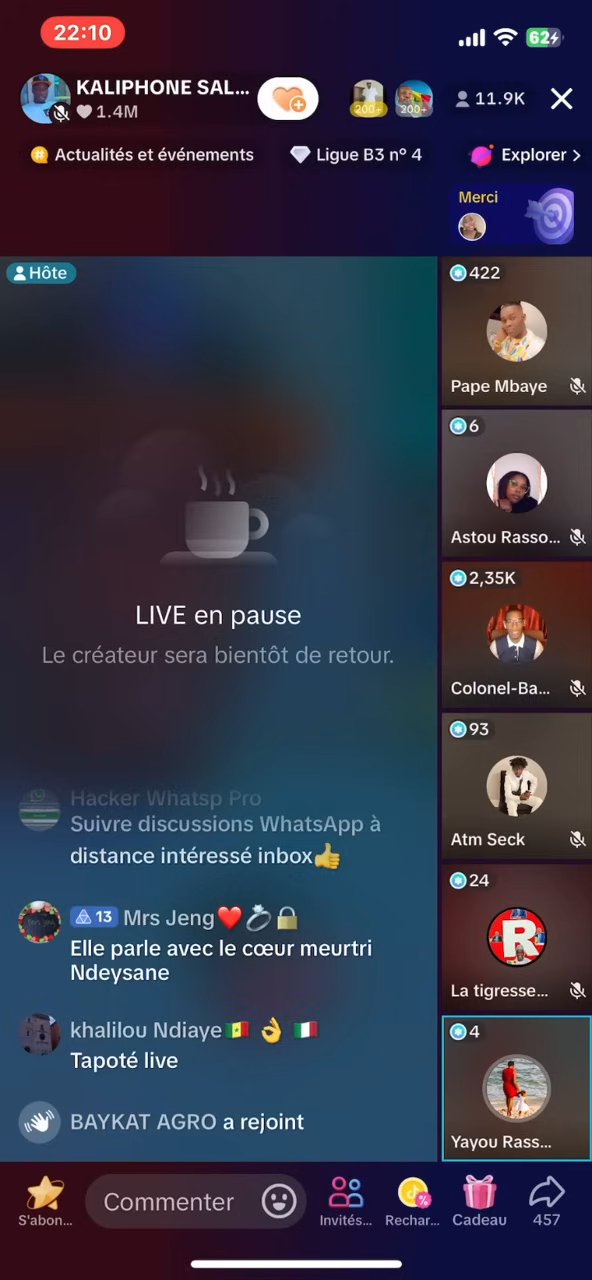 22:10
62
KALIPHONE SAL...
1.4M
200+
200+
11.9K
Actualités et événements
Ligue B3 nº 4
Explorer >
Merci
Hôte
422
Pape Mbaye
6
Astou Rasso...
2,35K
Colonel-Ba...
93
Atm Seck
24
R
La tigresse...
4
Yayou Rass...
LIVE en pause
Le créateur sera bientôt de retour.
Hacker Whatsp Pro
Suivre discussions WhatsApp à
distance intéressé inbox👍
13 Mrs Jeng❤️💍🔒
Elle parle avec le cœur meurtri
Ndeysane
khalilou Ndiaye🇸🇳 👌 🇮🇹
Tapoté live
BAYKAT AGRO a rejoint
S'abon...
Commenter
Invités...
Rechar...
Cadeau
457